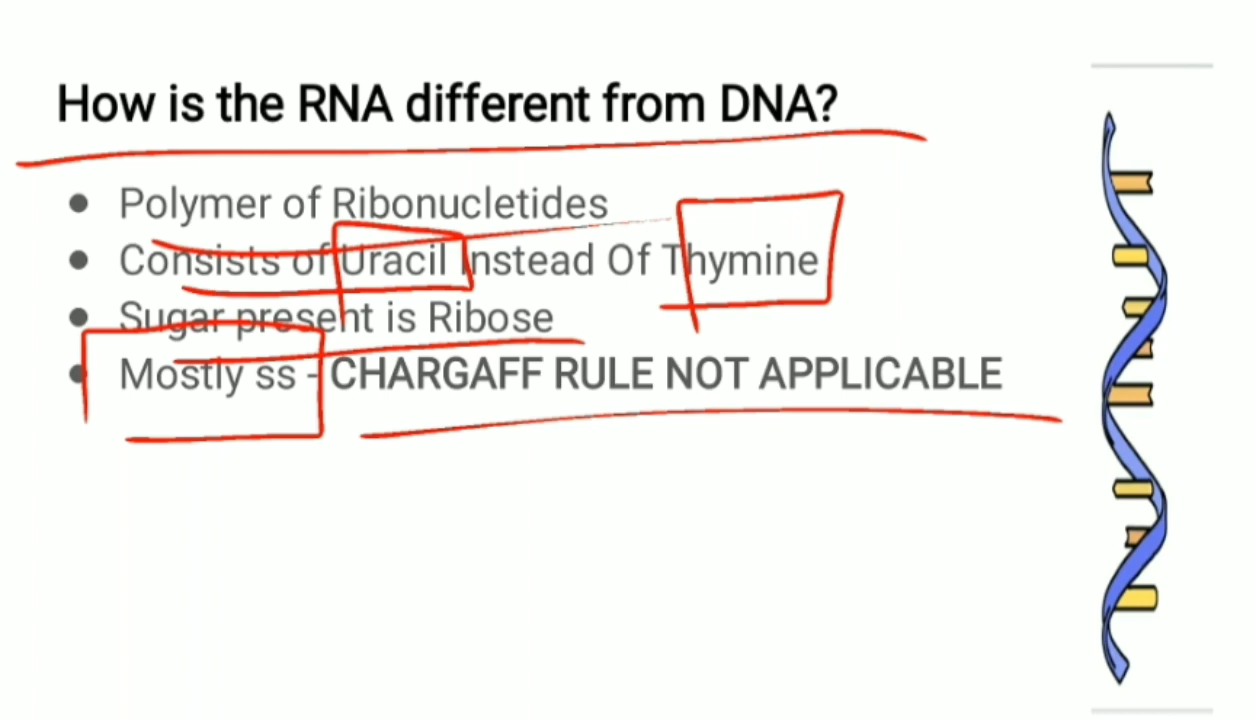 How is the RNA different from DNA?
Polymer of Ribonucletides
Consists of Uracil Instead Of Thymine
Sugar present is Ribose
Mostly ss - CHARGAFF RULE NOT APPLICABLE